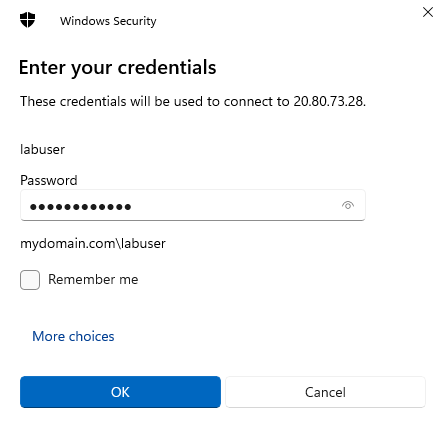 Windows Security
Enter your credentials
These credentials will be used to connect to 20.80.73.28.
labuser
Password
●●●●●●●●●●●●
mydomain.com\labuser
Remember me
More choices
OK
Cancel